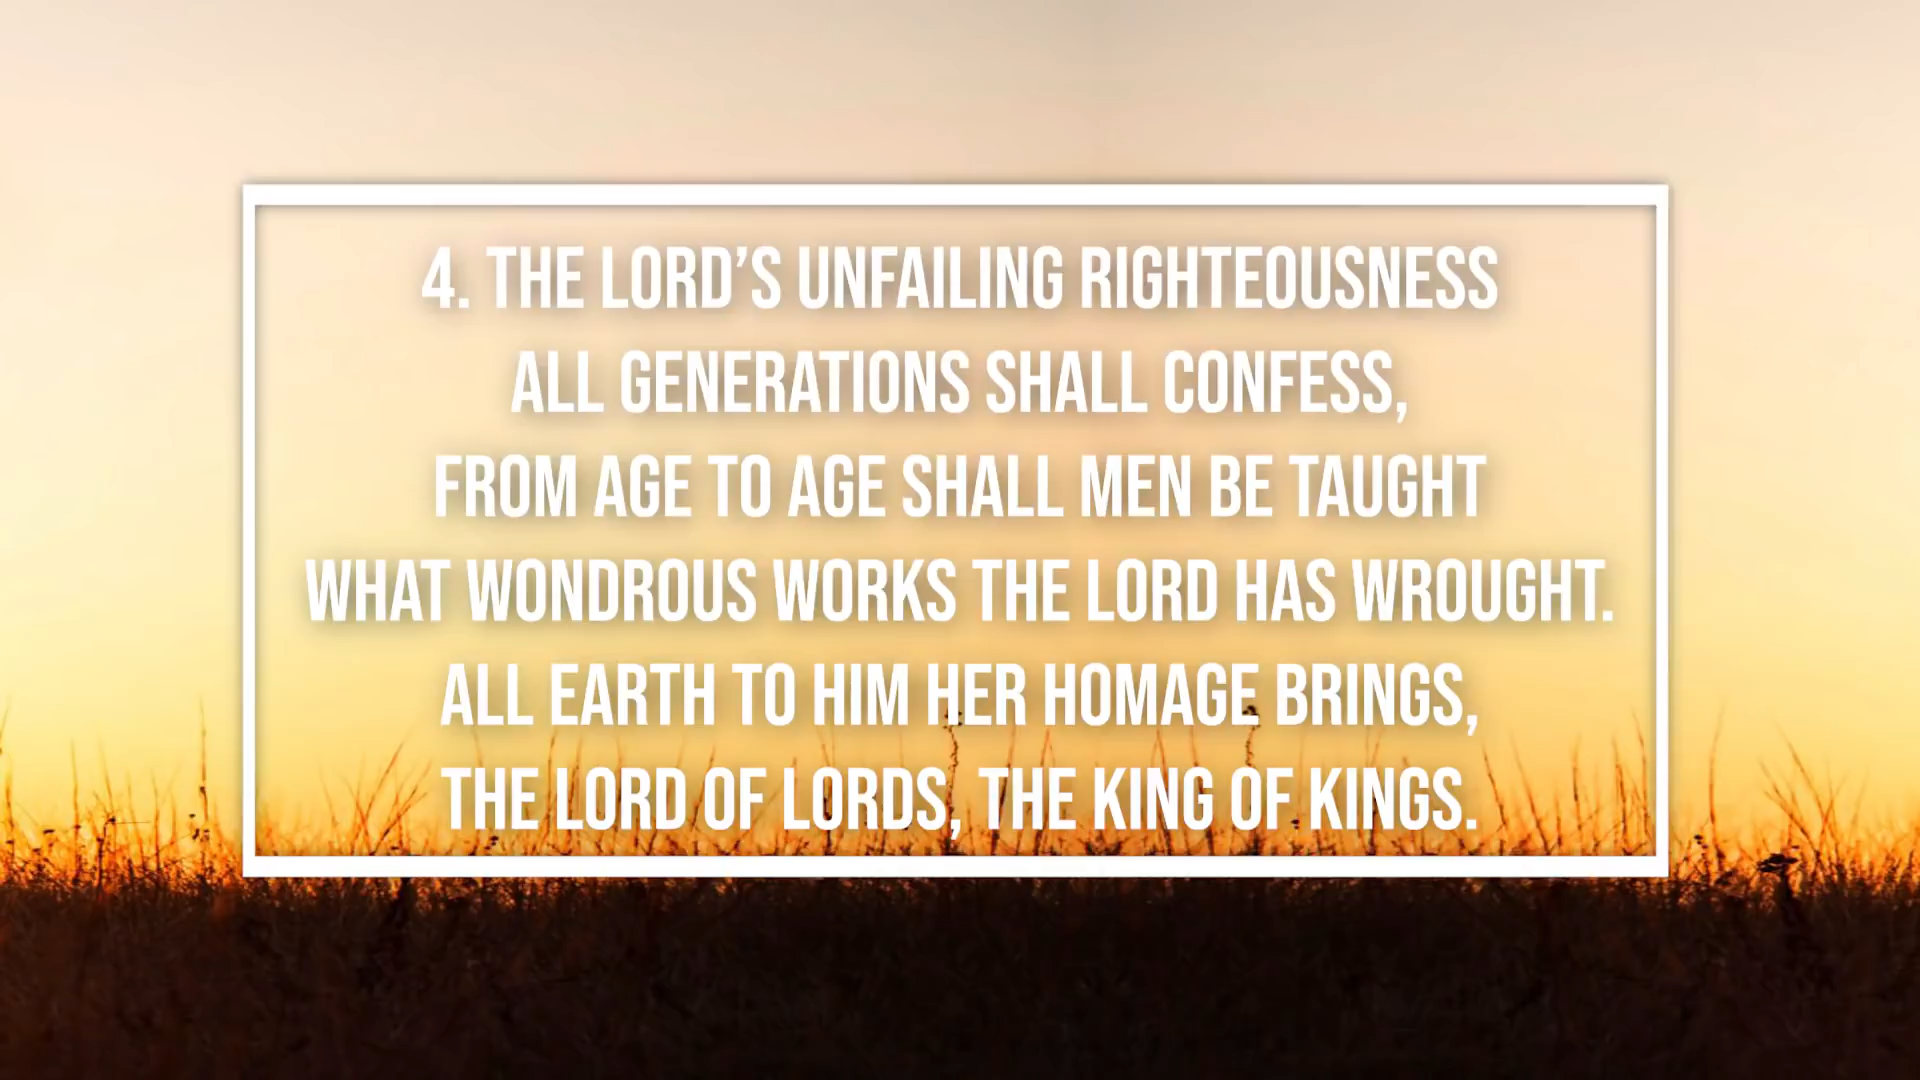 4. THE LORD’S UNFAILING RIGHTEOUSNESS
ALL GENERATIONS SHALL CONFESS,
FROM AGE TO AGE SHALL MEN BE TAUGHT
WHAT WONDROUS WORKS THE LORD HAS WROUGHT.
ALL EARTH TO HIM HER HOMAGE BRINGS,
THE LORD OF LORDS, THE KING OF KINGS.